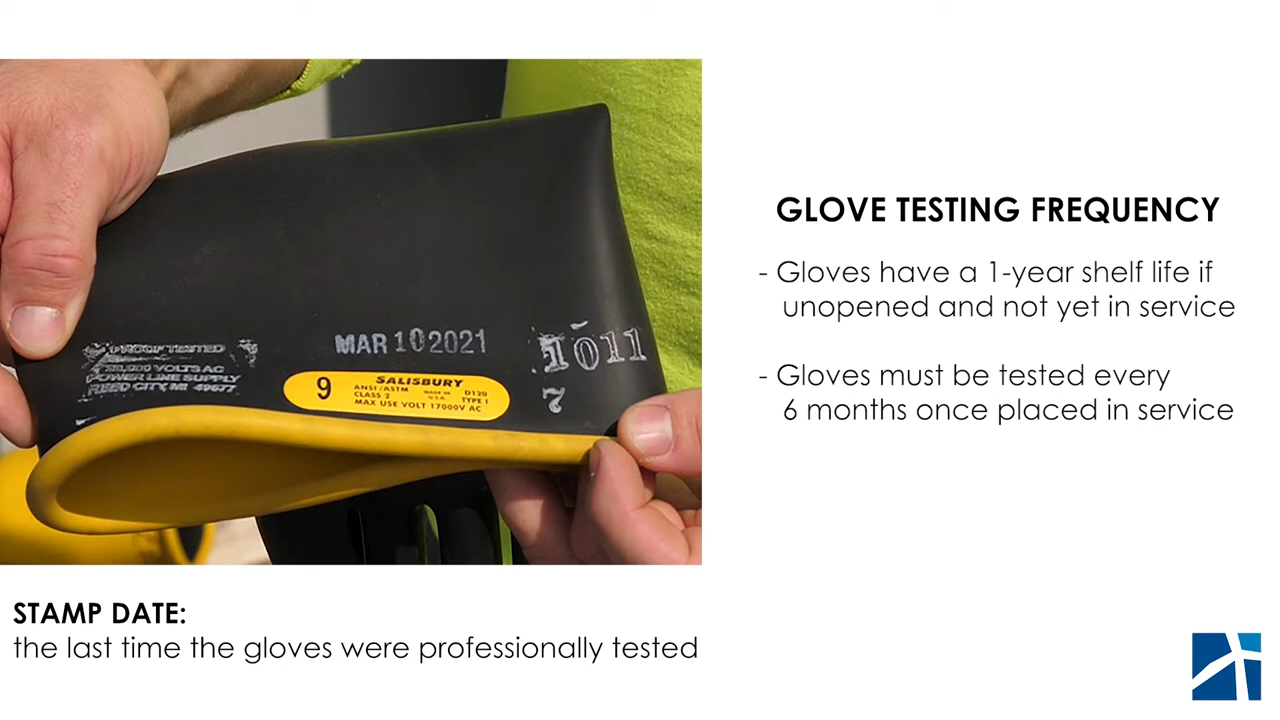 PROOF TESTED
20,000 VOLTS AC
POWER LINE SUPPLY
REED CITY, MI 49677
MAR 10 2021
1011
7
9
SALISBURY
ANSI/ASTM
CLASS 2
MADE IN
U.S.A.
D120
TYPE I
MAX USE VOLT 17000V AC
GLOVE TESTING FREQUENCY
- Gloves have a 1-year shelf life if
unopened and not yet in service
- Gloves must be tested every
6 months once placed in service
STAMP DATE:
the last time the gloves were professionally tested